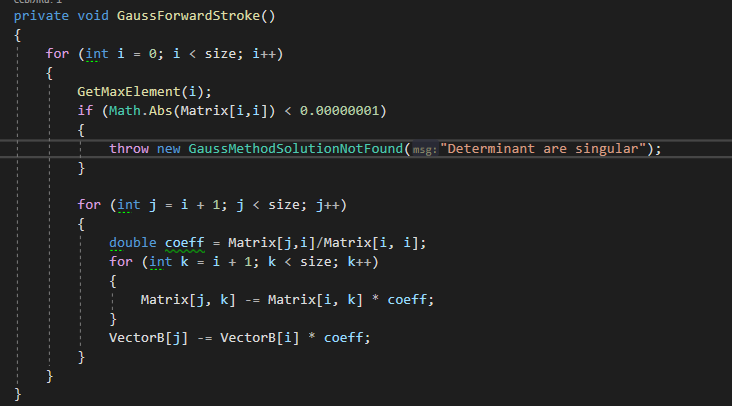 private void GaussForwardStroke()
{
for (int i = 0; i < size; i++)
{
GetMaxElement(i);
if (Math.Abs(Matrix[i,i]) < 0.00000001)
{
throw new GaussMethodSolutionNotFound(msg:"Determinant are singular");
}
for (int j = i + 1; j < size; j++)
{
double coeff = Matrix[j,i]/Matrix[i, i];
for (int k = i + 1; k < size; k++)
{
Matrix[j, k] -= Matrix[i, k] * coeff;
}
VectorB[j] -= VectorB[i] * coeff;
}
}
}